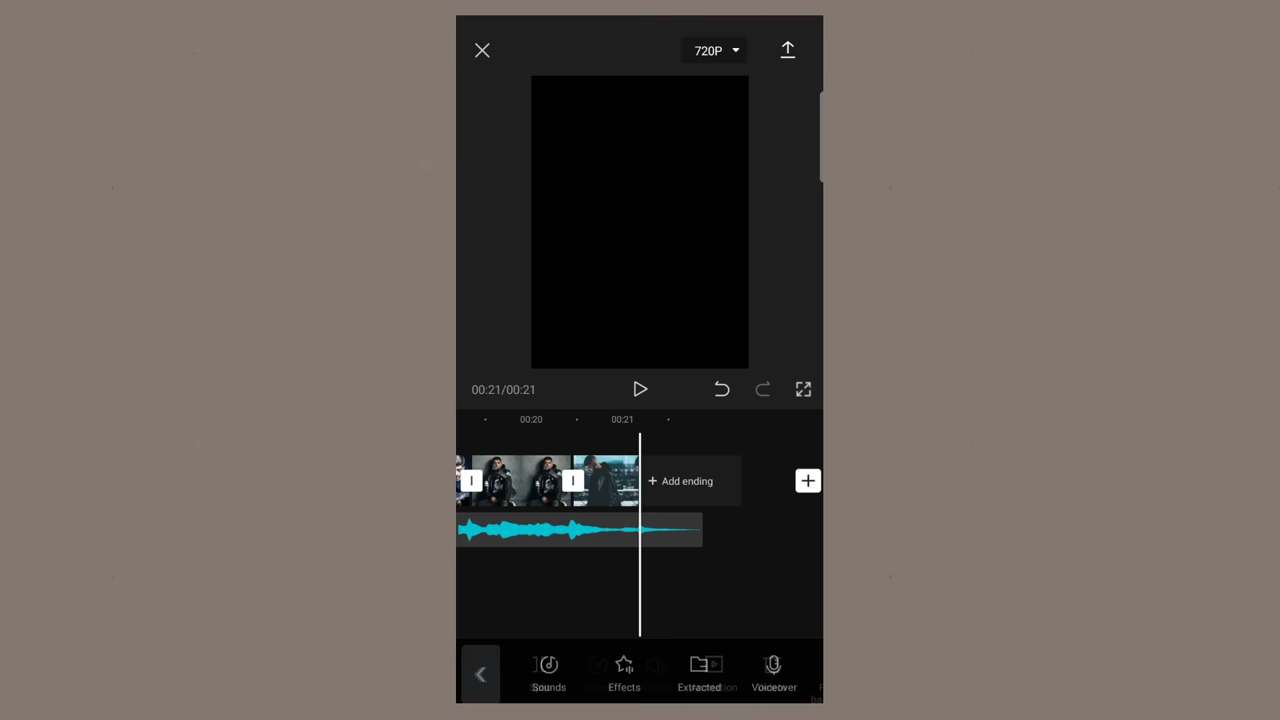 720P
00:21/00:21
00:20
00:21
+ Add ending
Sounds
Effects
Extracted
Voiceover